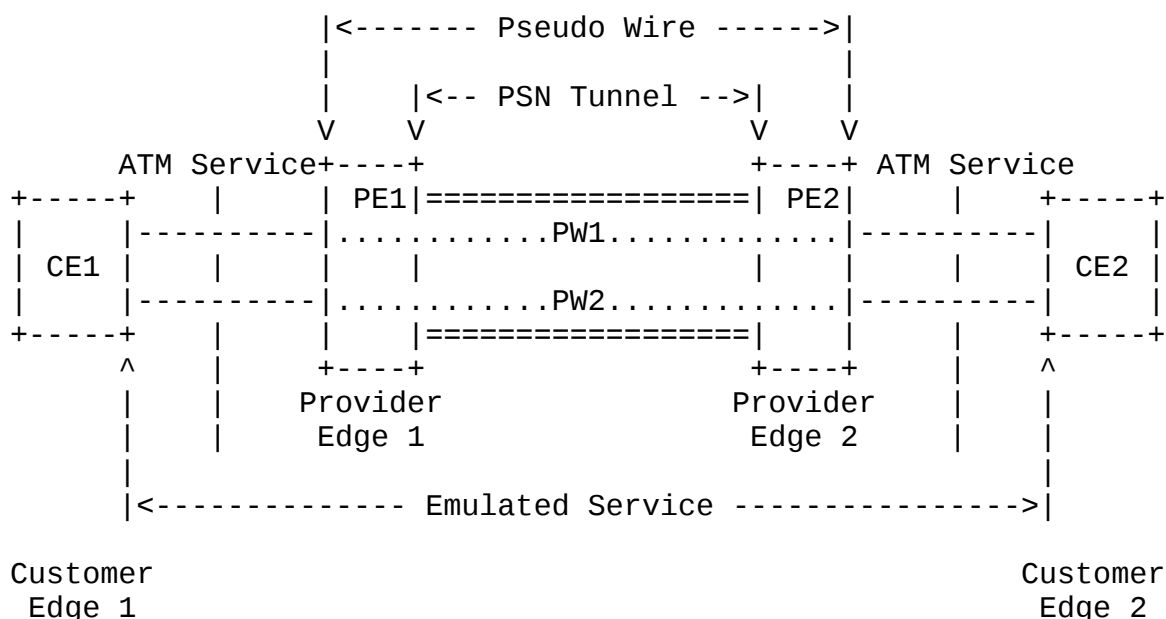 Pseudo Wire
PSN Tunnel
V V V V
ATM Service ATM Service
PE1 PE2
PW1
CE1 CE2
PW2
Provider Provider
Edge 1 Edge 2
Emulated Service
Customer Customer
Edge 1 Edge 2